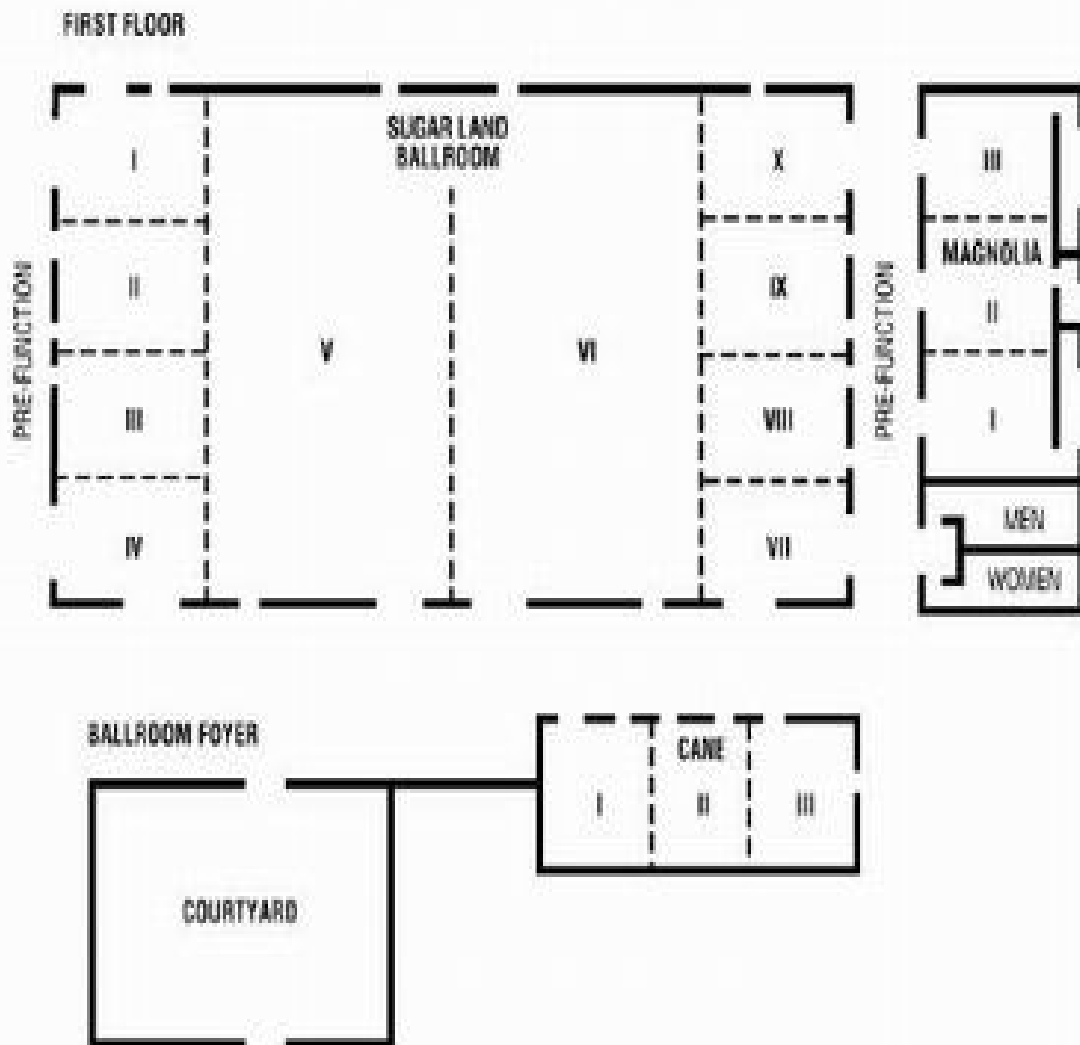 FIRST FLOOR
SUGAR LAND
BALLROOM
I
II
III
IV
V
VI
X
IX
VIII
VII
PRE-FUNCTION
PRE-FUNCTION
III
MAGNOLIA
II
I
MEN
WOMEN
BALLROOM FOYER
CANE
I
II
III
COURTYARD